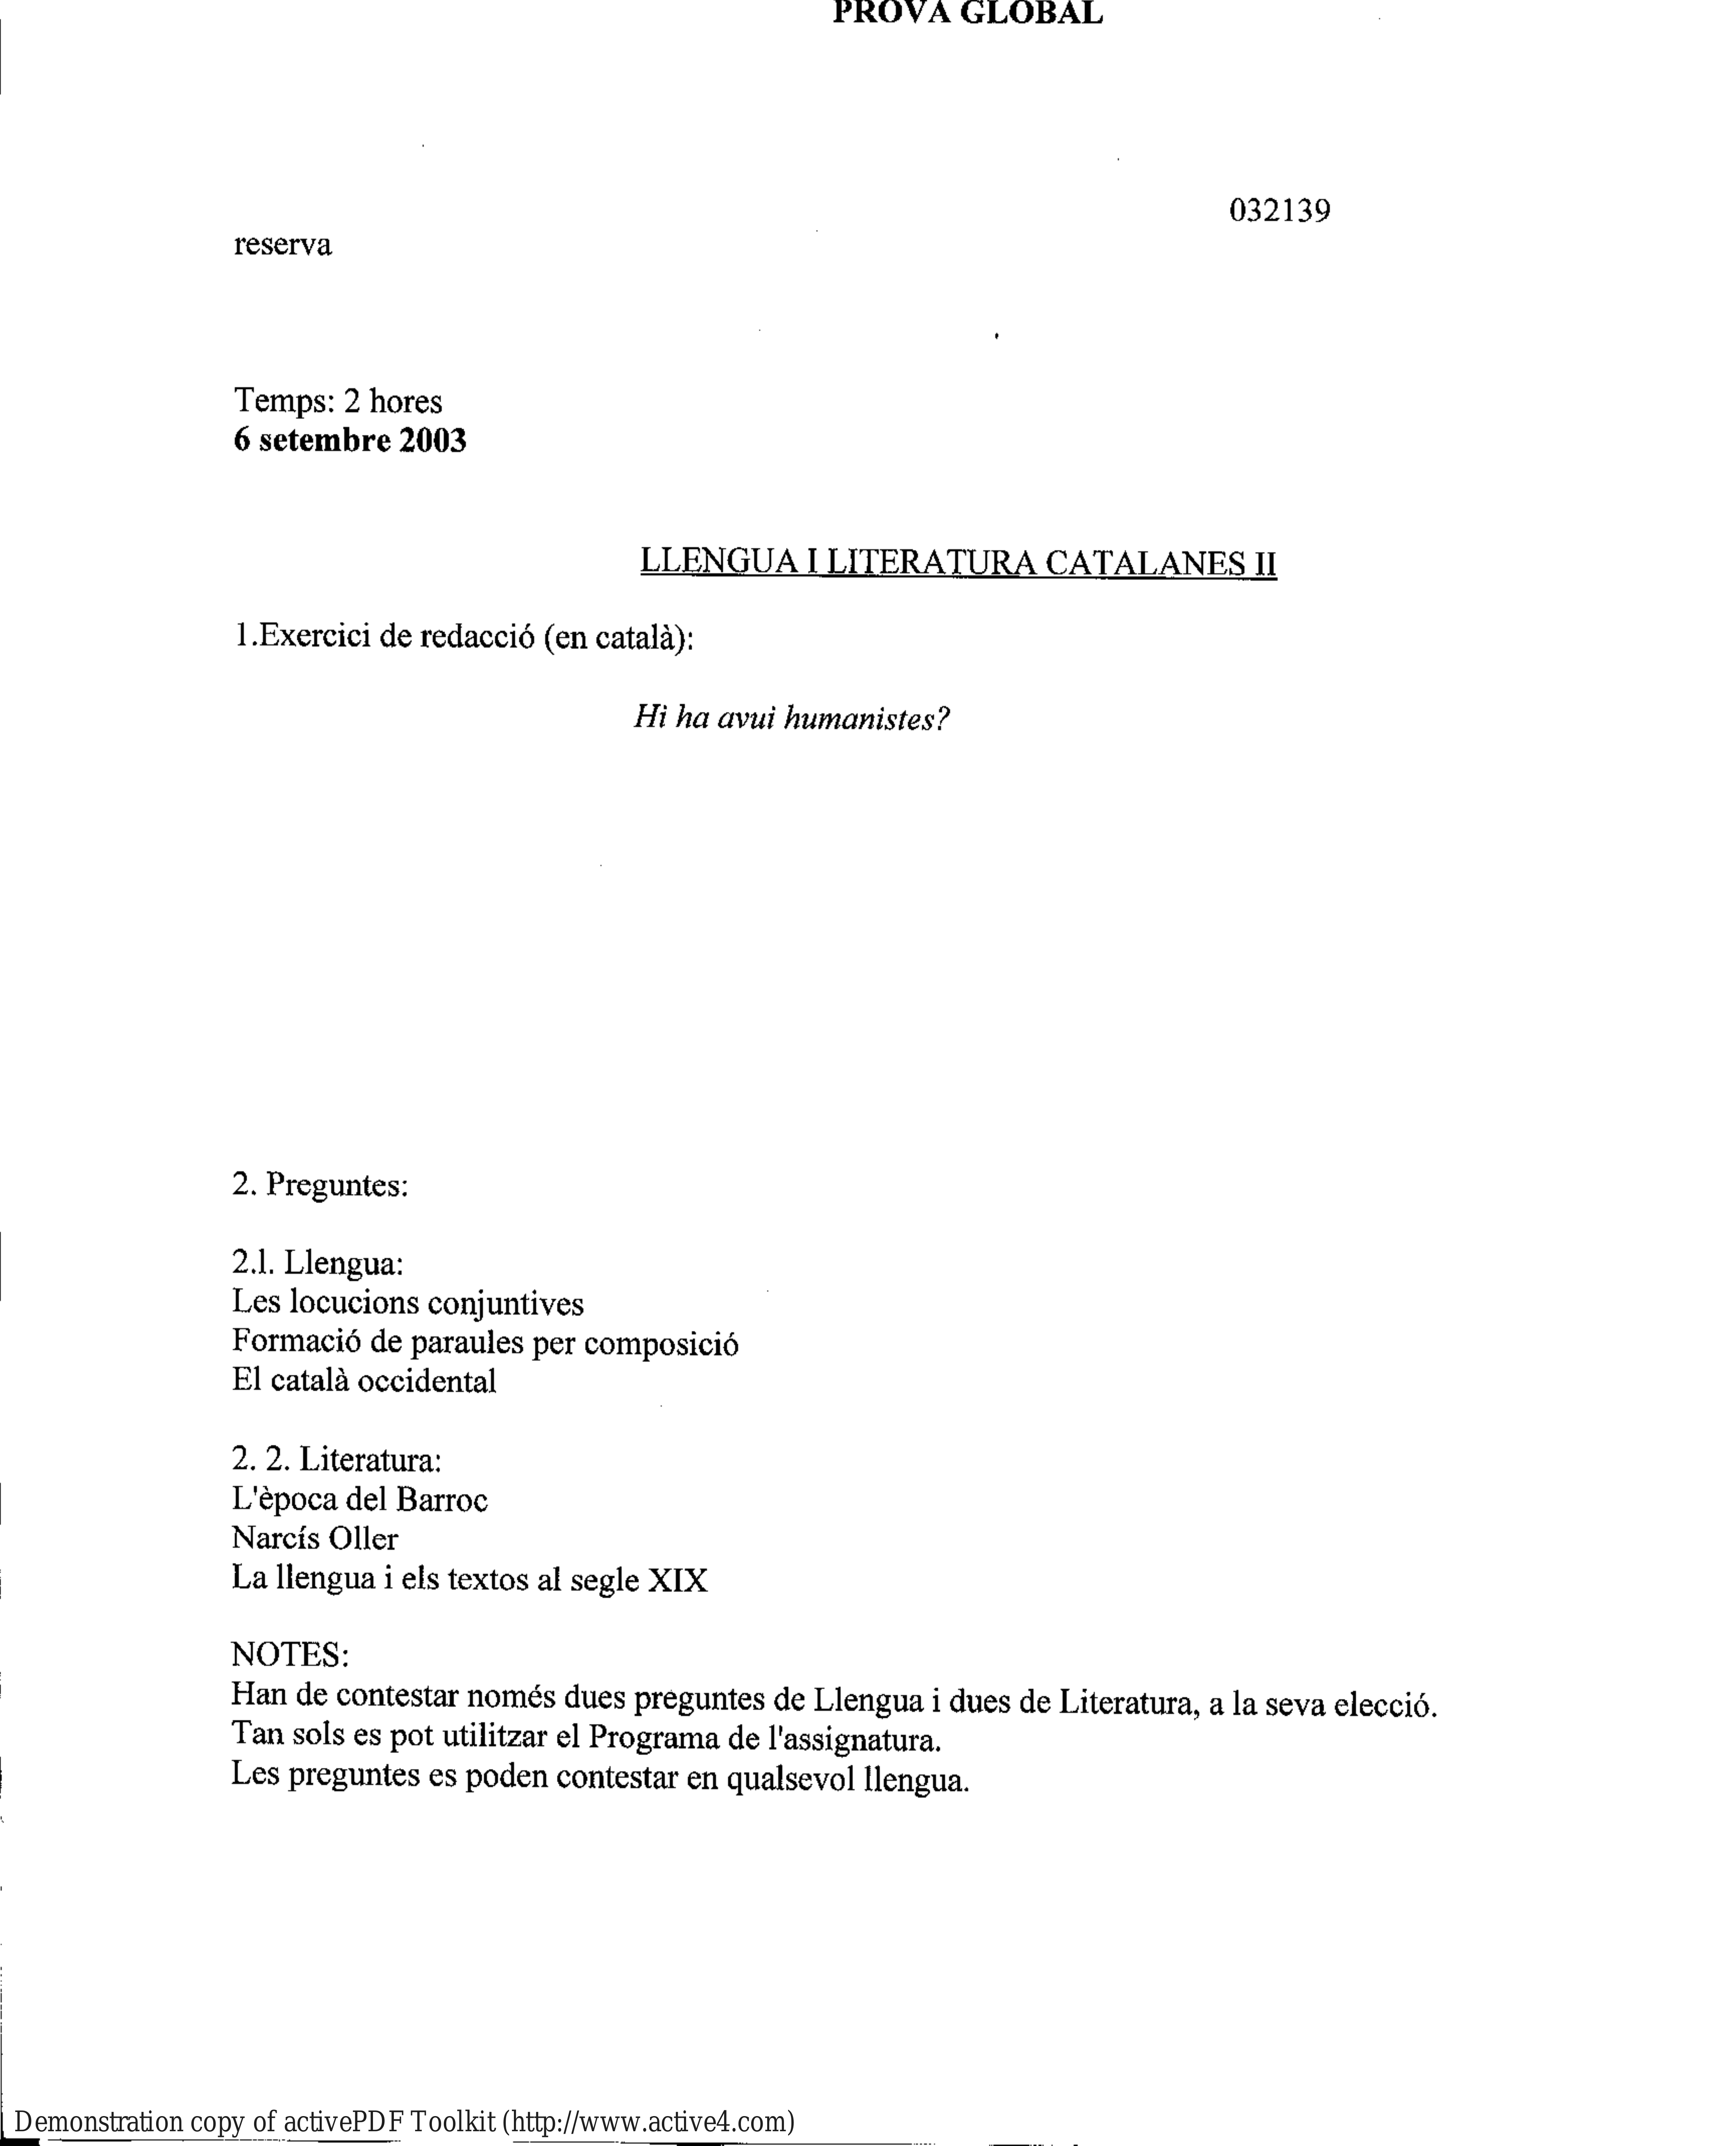 PROVA GLOBAL
032139
reserva
Temps: 2 hores
6 setembre 2003
LLENGUA I LITERATURA CATALANES II
1.Exercici de redacció (en català):
Hi ha avui humanistes?
2. Preguntes:
2.1. Llengua:
Les locucions conjuntives
Formació de paraules per composició
El català occidental
2. 2. Literatura:
L'època del Barroc
Narcís Oller
La llengua i els textos al segle XIX
NOTES:
Han de contestar només dues preguntes de Llengua i dues de Literatura, a la seva elecció.
Tan sols es pot utilitzar el Programa de l'assignatura.
Les preguntes es poden contestar en qualsevol llengua.
Demonstration copy of activePDF Toolkit (http://www.active4.com)